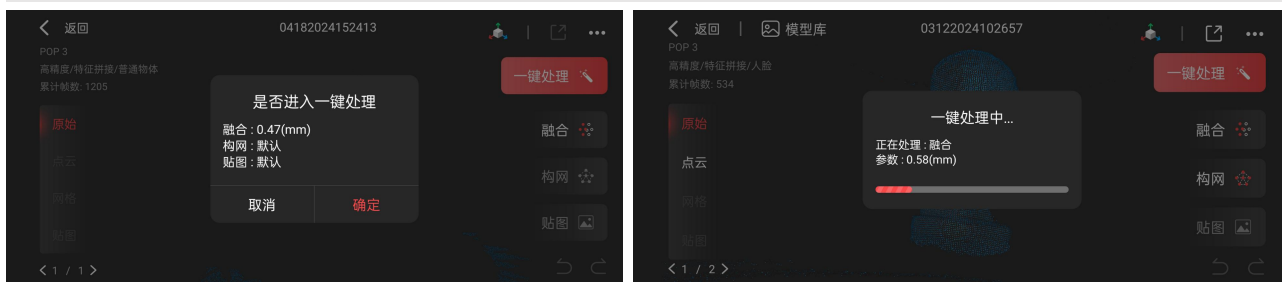 返回
04182024152413
POP 3
高精度/特征拼接/普通物体
累计帧数: 1205
一键处理
是否进入一键处理
融合 : 0.47(mm)
构网 : 默认
贴图 : 默认
取消
确定
原始
点云
网格
贴图
融合
构网
贴图
1 / 1
返回
模型库
03122024102657
POP 3
高精度/特征拼接/人脸
累计帧数: 534
一键处理
一键处理中...
正在处理 : 融合
参数 : 0.58(mm)
原始
点云
网格
贴图
融合
构网
贴图
1 / 2